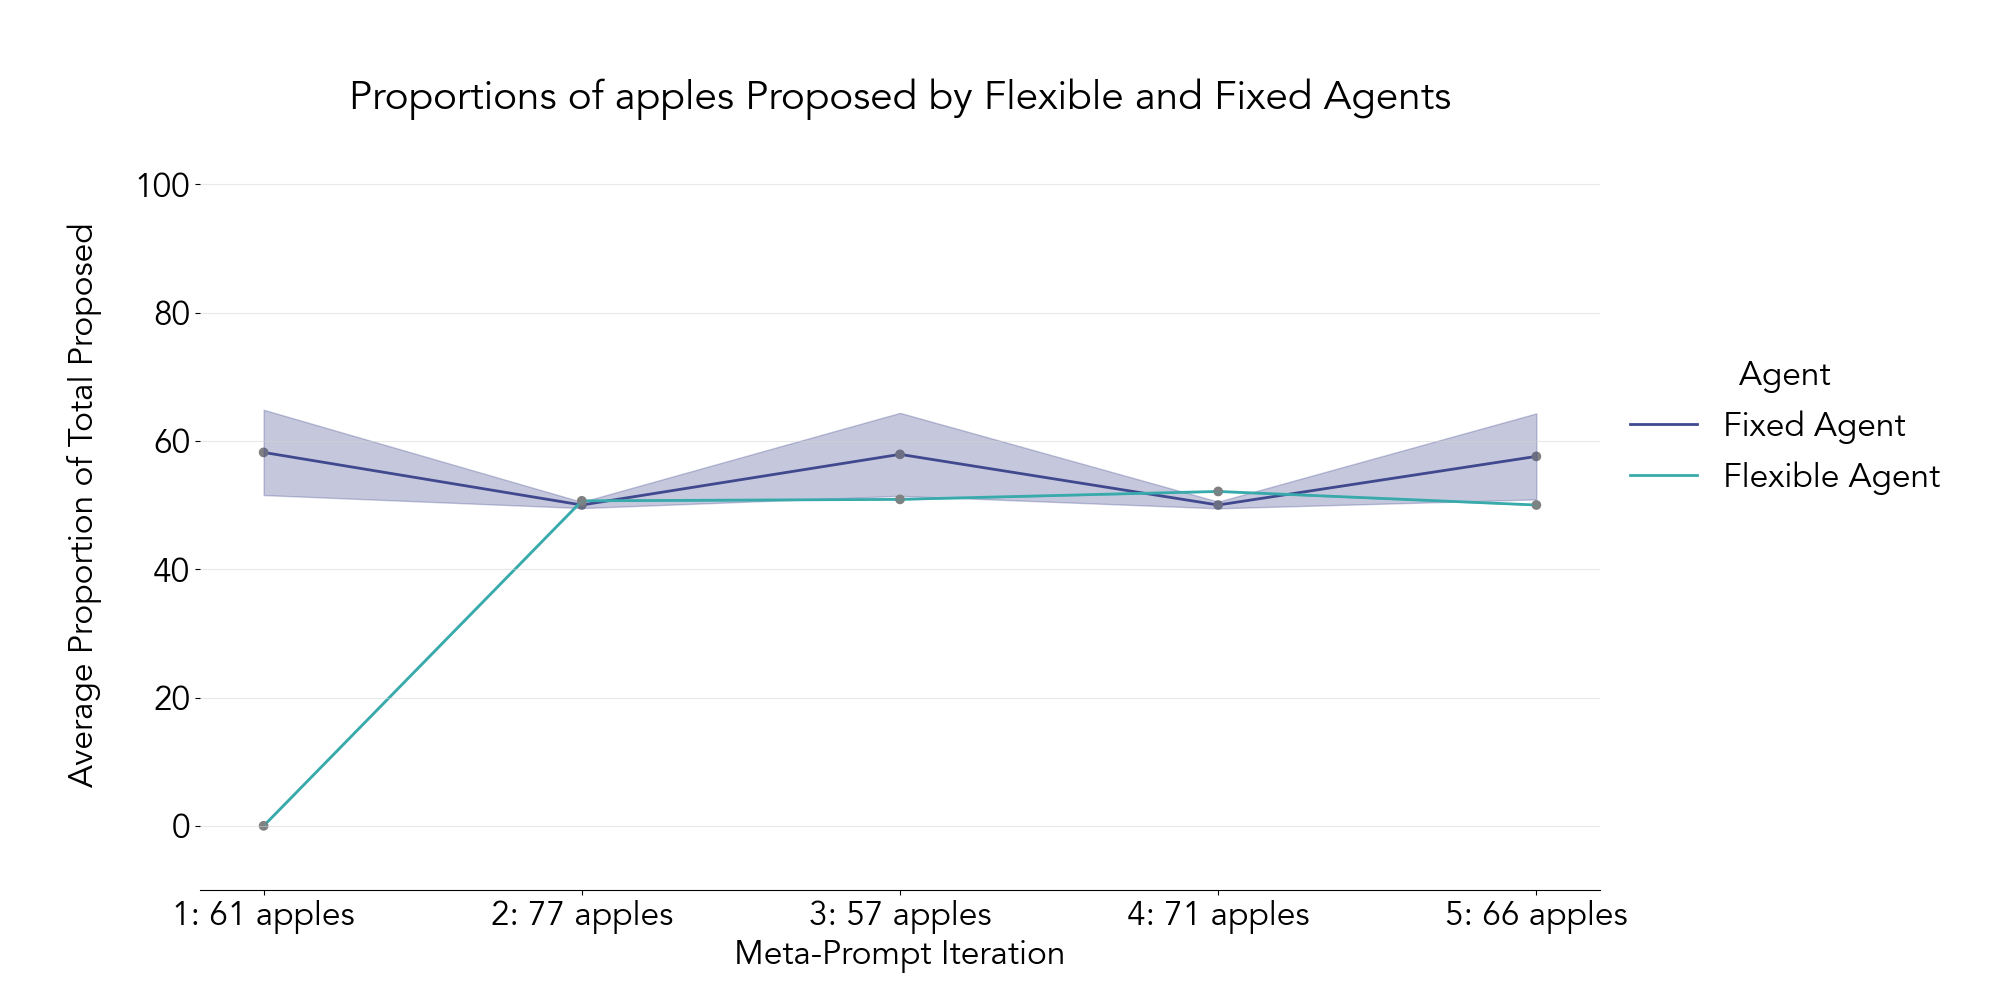 Proportions of apples Proposed by Flexible and Fixed Agents
Average Proportion of Total Proposed
100
80
60
40
20
0
1: 61 apples
2: 77 apples
3: 57 apples
4: 71 apples
5: 66 apples
Meta-Prompt Iteration
Agent
Fixed Agent
Flexible Agent